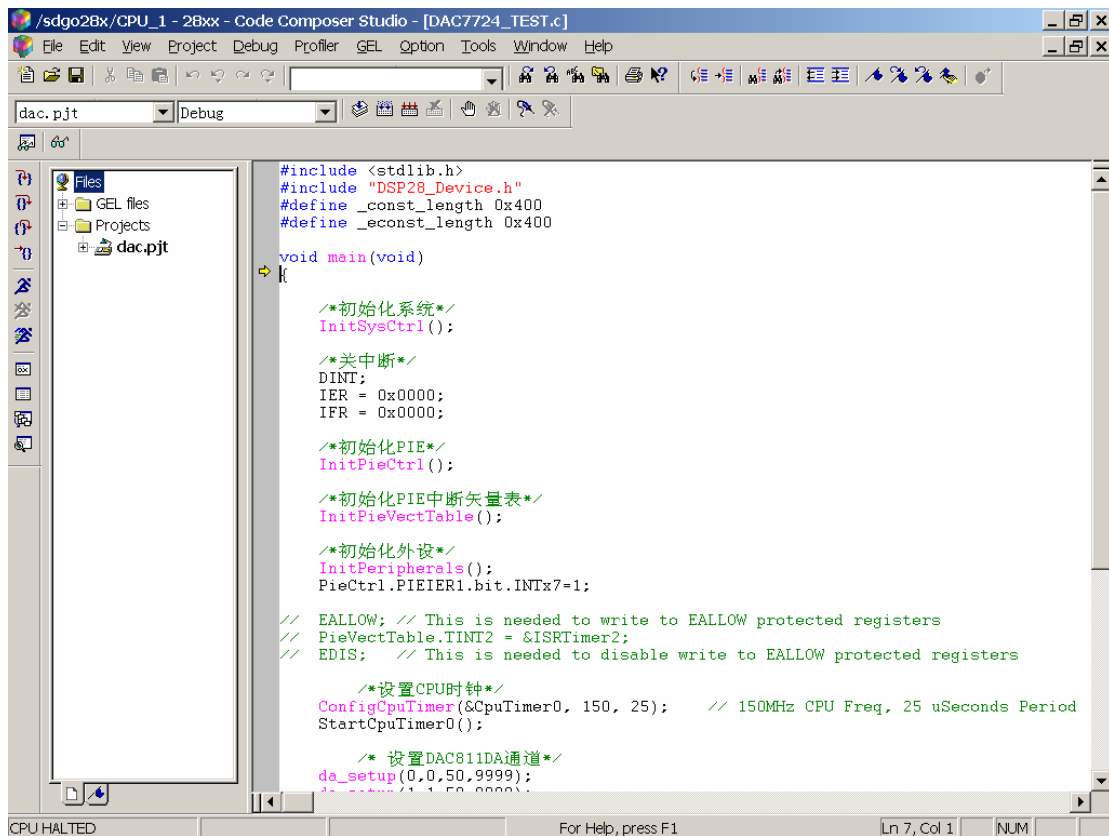 /sdgo28x/CPU_1 - 28xx - Code Composer Studio - [DAC7724_TEST.c]
File Edit View Project Debug Profiler GEL Option Tools Window Help
dac.pjt Debug
Files
GEL files
Projects
dac.pjt
#include <stdlib.h>
#include "DSP28_Device.h"
#define _const_length 0x400
#define _econst_length 0x400
void main(void)
{
/*初始化系统*/
InitSysCtrl();
/*关中断*/
DINT;
IER = 0x0000;
IFR = 0x0000;
/*初始化PIE*/
InitPieCtrl();
/*初始化PIE中断矢量表*/
InitPieVectTable();
/*初始化外设*/
InitPeripherals();
PieCtrl.PIEIER1.bit.INTx7=1;
// EALLOW; // This is needed to write to EALLOW protected registers
// PieVectTable.TINT2 = &ISRTimer2;
// EDIS; // This is needed to disable write to EALLOW protected registers
/*设置CPU时钟*/
ConfigCpuTimer(&CpuTimer0, 150, 25); // 150MHz CPU Freq, 25 uSeconds Period
StartCpuTimer0();
/* 设置DAC811DA通道*/
da_setup(0,0,50,9999);
CPU HALTED For Help, press F1 Ln 7, Col 1 NUM